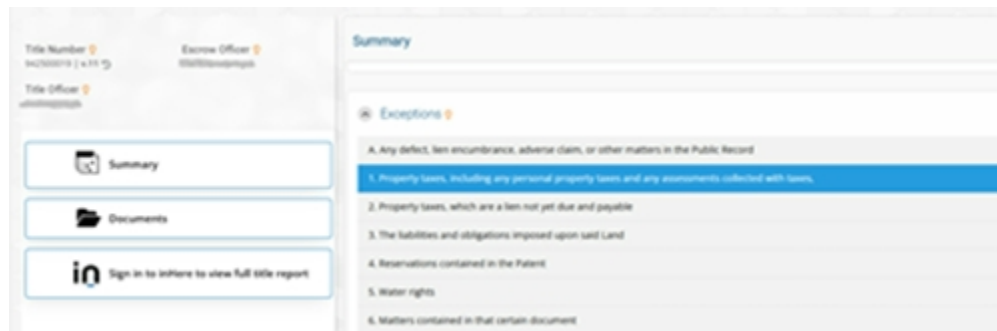 Title Number
Escrow Officer
Title Officer
Summary
Documents
in Sign in to inHere to view full title report
Summary
Exceptions
A. Any defect, lien encumbrance, adverse claim, or other matters in the Public Record
1. Property taxes, including any personal property taxes and any assessments collected with taxes.
2. Property taxes, which are a lien not yet due and payable
3. The liabilities and obligations imposed upon said Land
4. Reservations contained in the Patent
5. Water rights
6. Matters contained in that certain document